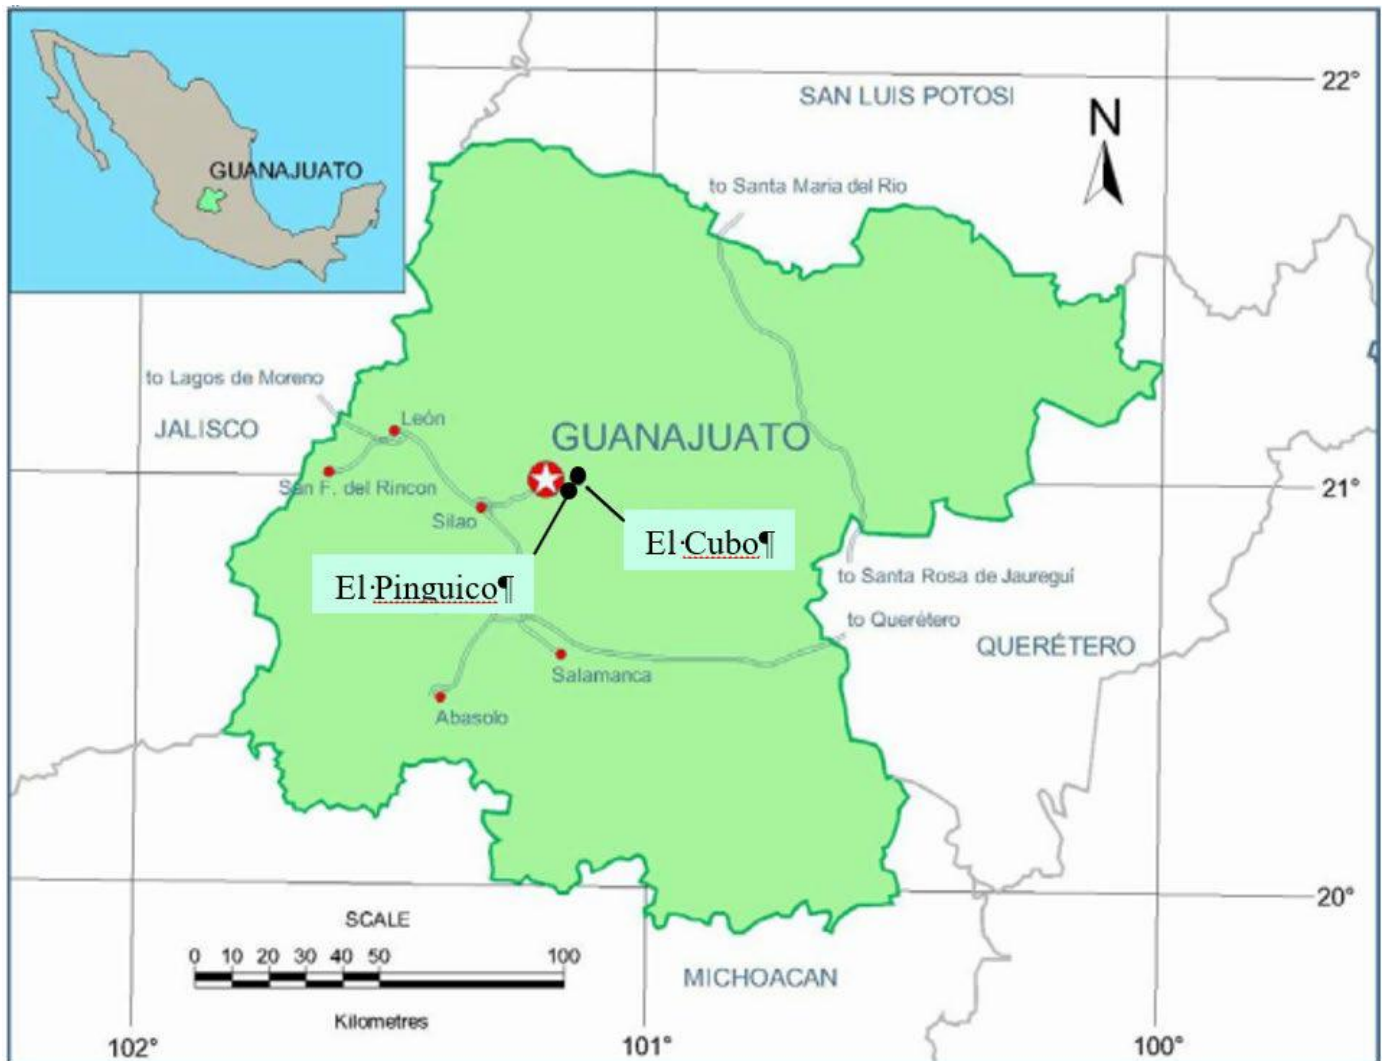 GUANAJUATO
SAN LUIS POTOSI
22°
N
to Santa Maria del Rio
to Lagos de Moreno
JALISCO
León
GUANAJUATO
San F. del Rincon
21°
Silao
El·Cubo¶
El·Pinguico¶
to Santa Rosa de Jaureguí
to Querétero
QUERÉTERO
Salamanca
Abasolo
20°
SCALE
0 10 20 30 40 50 100
Kilometres
MICHOACAN
102° 101° 100°